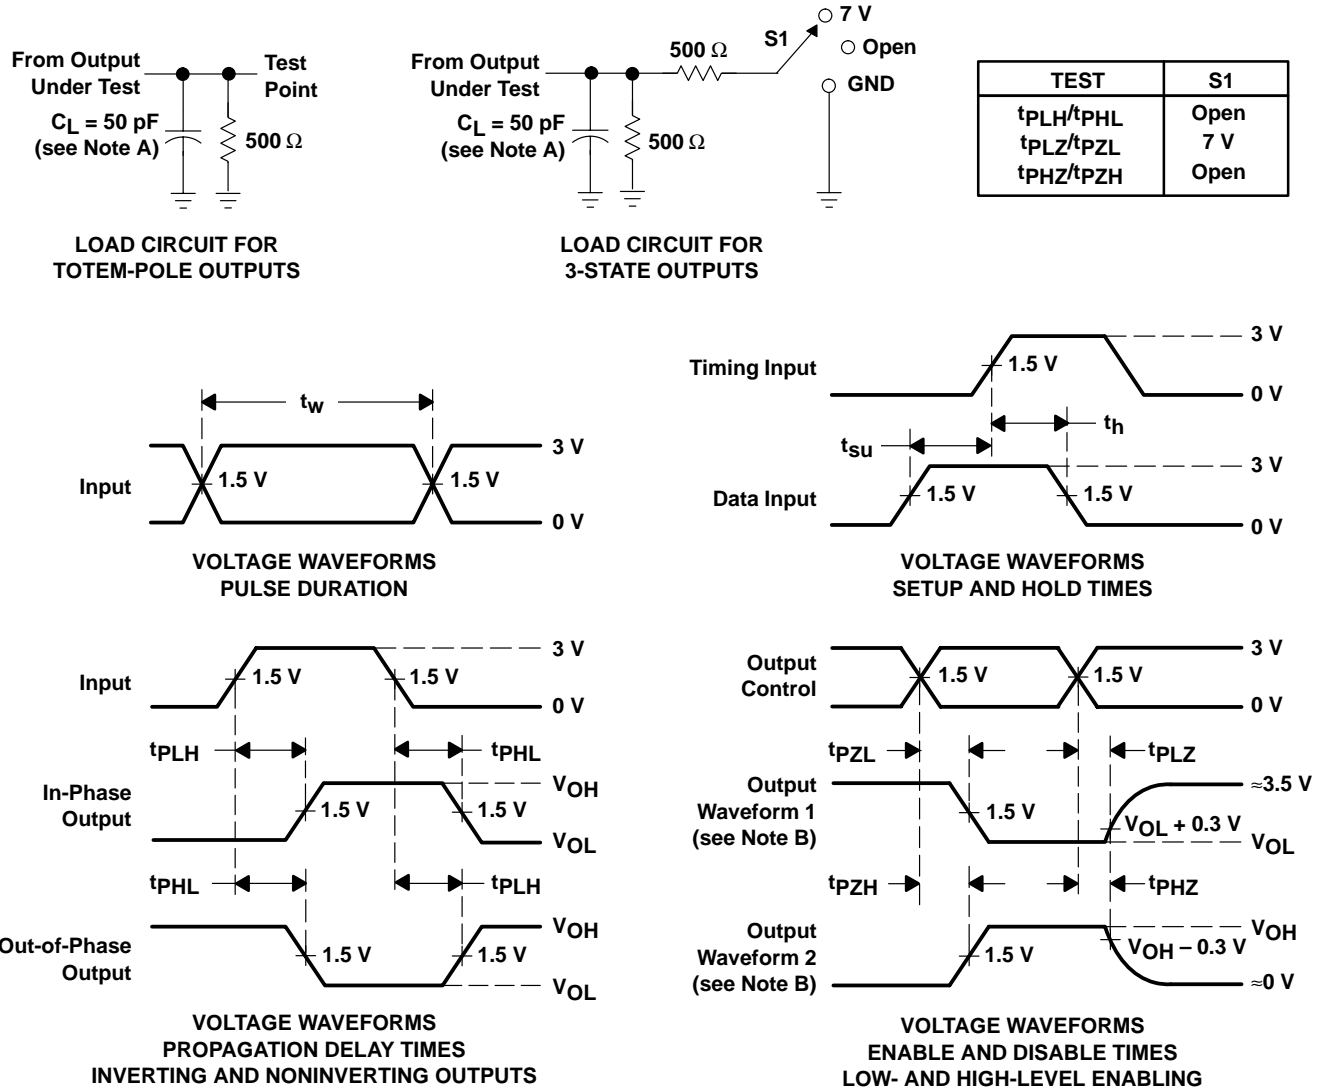 From Output
Under Test
Test
Point
CL = 50 pF
(see Note A)
500 Ω
LOAD CIRCUIT FOR
TOTEM-POLE OUTPUTS
From Output
Under Test
500 Ω
S1
7 V
Open
GND
CL = 50 pF
(see Note A)
500 Ω
LOAD CIRCUIT FOR
3-STATE OUTPUTS
TEST S1
tPLH/tPHL Open
tPLZ/tPZL 7 V
tPHZ/tPZH Open
tw
Input
1.5 V
1.5 V
3 V
0 V
VOLTAGE WAVEFORMS
PULSE DURATION
Timing Input
1.5 V
3 V
0 V
tsu
th
Data Input
1.5 V
1.5 V
3 V
0 V
VOLTAGE WAVEFORMS
SETUP AND HOLD TIMES
Input
1.5 V
1.5 V
3 V
0 V
tPLH
tPHL
In-Phase
Output
1.5 V
1.5 V
VOH
VOL
tPHL
tPLH
Out-of-Phase
Output
1.5 V
1.5 V
VOH
VOL
VOLTAGE WAVEFORMS
PROPAGATION DELAY TIMES
INVERTING AND NONINVERTING OUTPUTS
Output
Control
1.5 V
1.5 V
3 V
0 V
tPZL
tPLZ
Output
Waveform 1
(see Note B)
1.5 V
≈3.5 V
VOL + 0.3 V
VOL
tPZH
tPHZ
Output
Waveform 2
(see Note B)
1.5 V
VOH
VOH – 0.3 V
≈0 V
VOLTAGE WAVEFORMS
ENABLE AND DISABLE TIMES
LOW- AND HIGH-LEVEL ENABLING